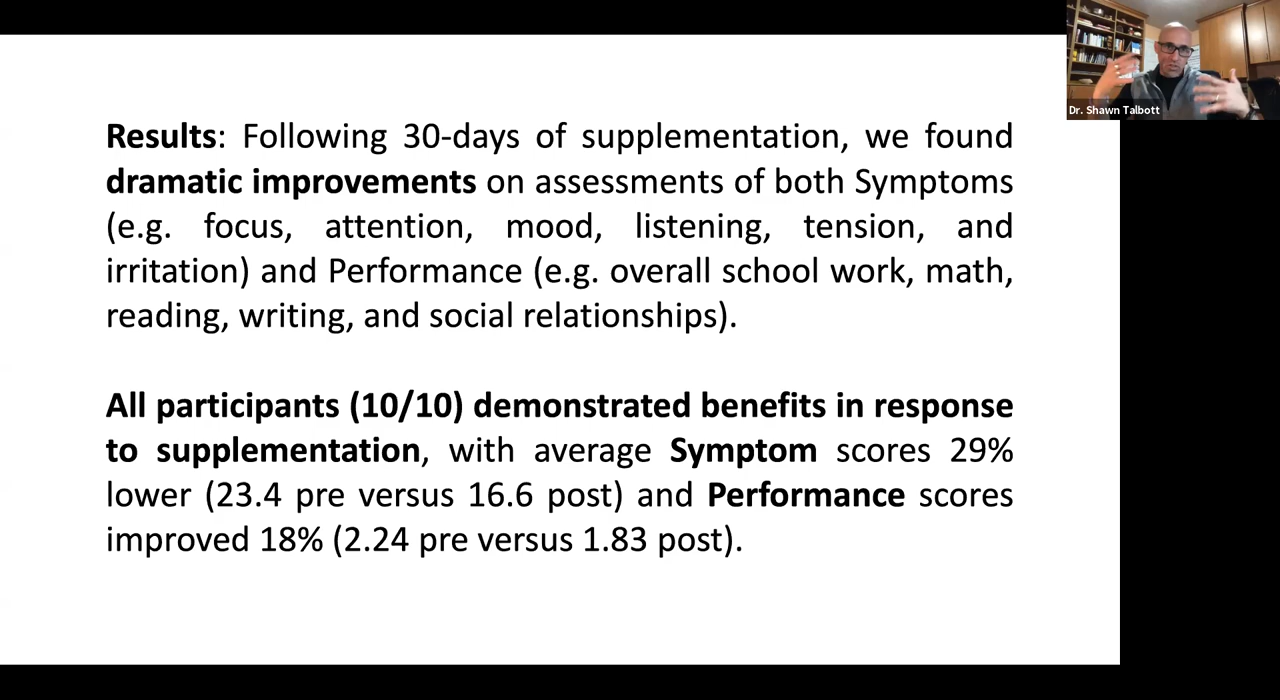 Dr. Shawn Talbott
Results: Following 30-days of supplementation, we found
dramatic improvements on assessments of both Symptoms
(e.g. focus, attention, mood, listening, tension, and
irritation) and Performance (e.g. overall school work, math,
reading, writing, and social relationships).
All participants (10/10) demonstrated benefits in response
to supplementation, with average Symptom scores 29%
lower (23.4 pre versus 16.6 post) and Performance scores
improved 18% (2.24 pre versus 1.83 post).